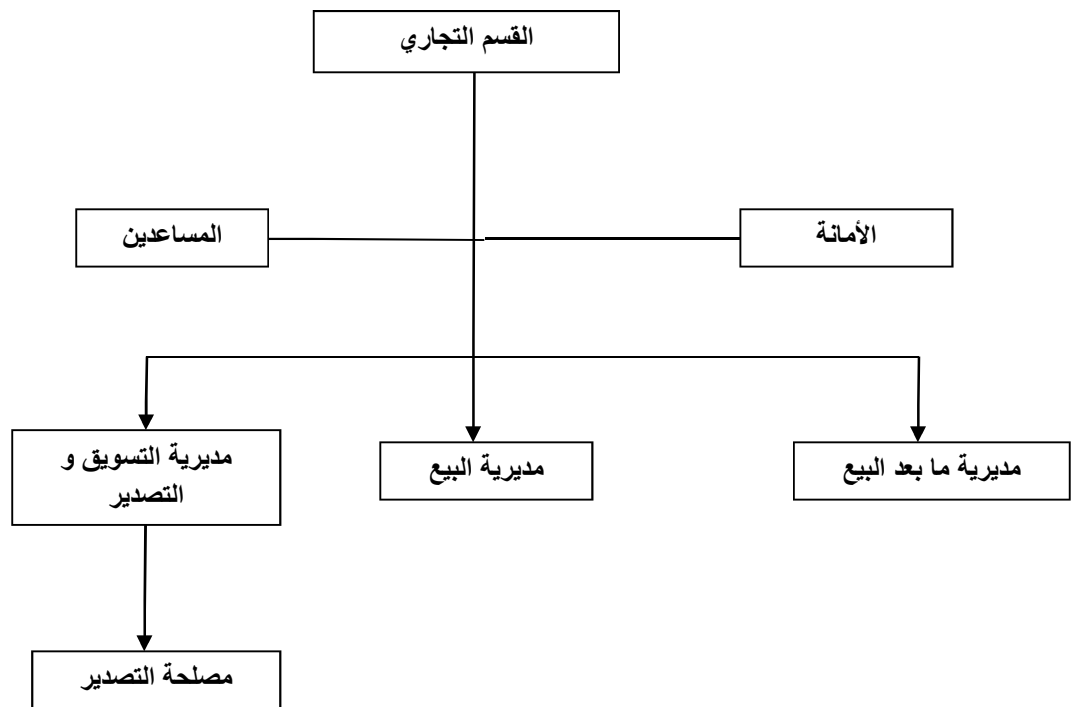 القسم التجاري
الأمانة
المساعدين
مديرية ما بعد البيع
مديرية البيع
مديرية التسويق و
التصدير
مصلحة التصدير